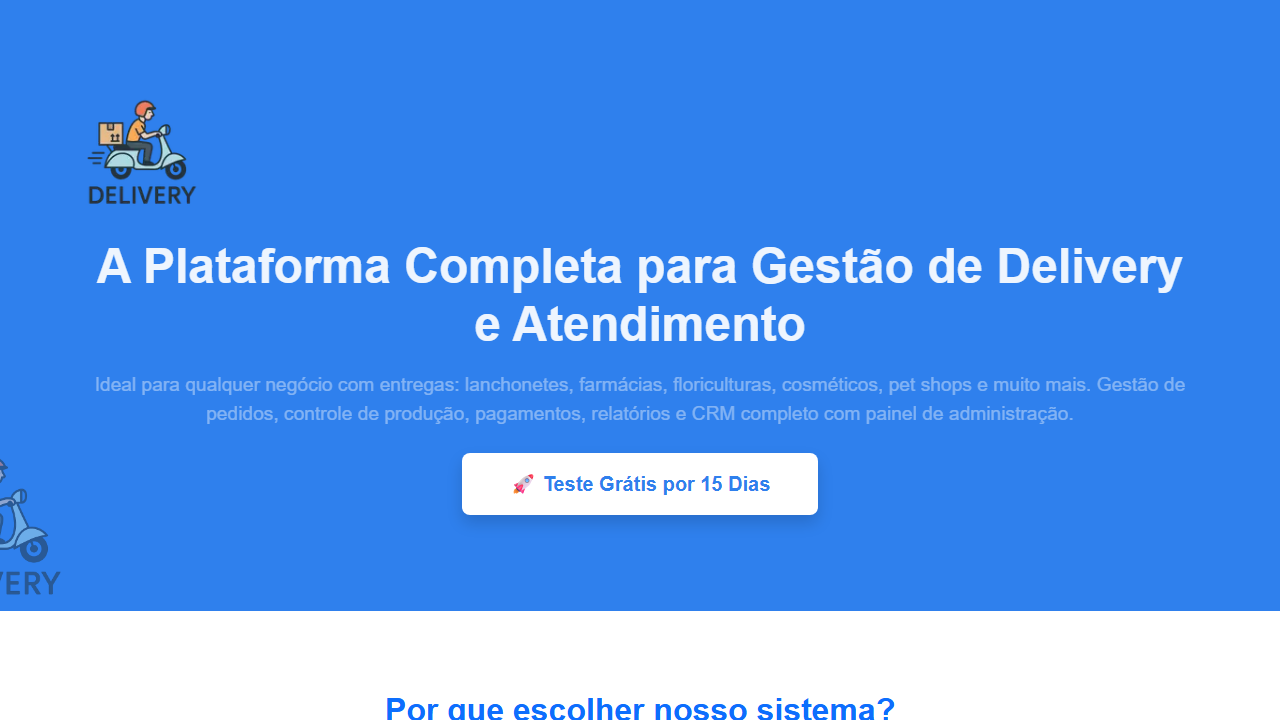 DELIVERY
A Plataforma Completa para Gestão de Delivery
e Atendimento
Ideal para qualquer negócio com entregas: lanchonetes, farmácias, floriculturas, cosméticos, pet shops e muito mais. Gestão de
pedidos, controle de produção, pagamentos, relatórios e CRM completo com painel de administração.
🚀 Teste Grátis por 15 Dias
VERY
Por que escolher nosso sistema?